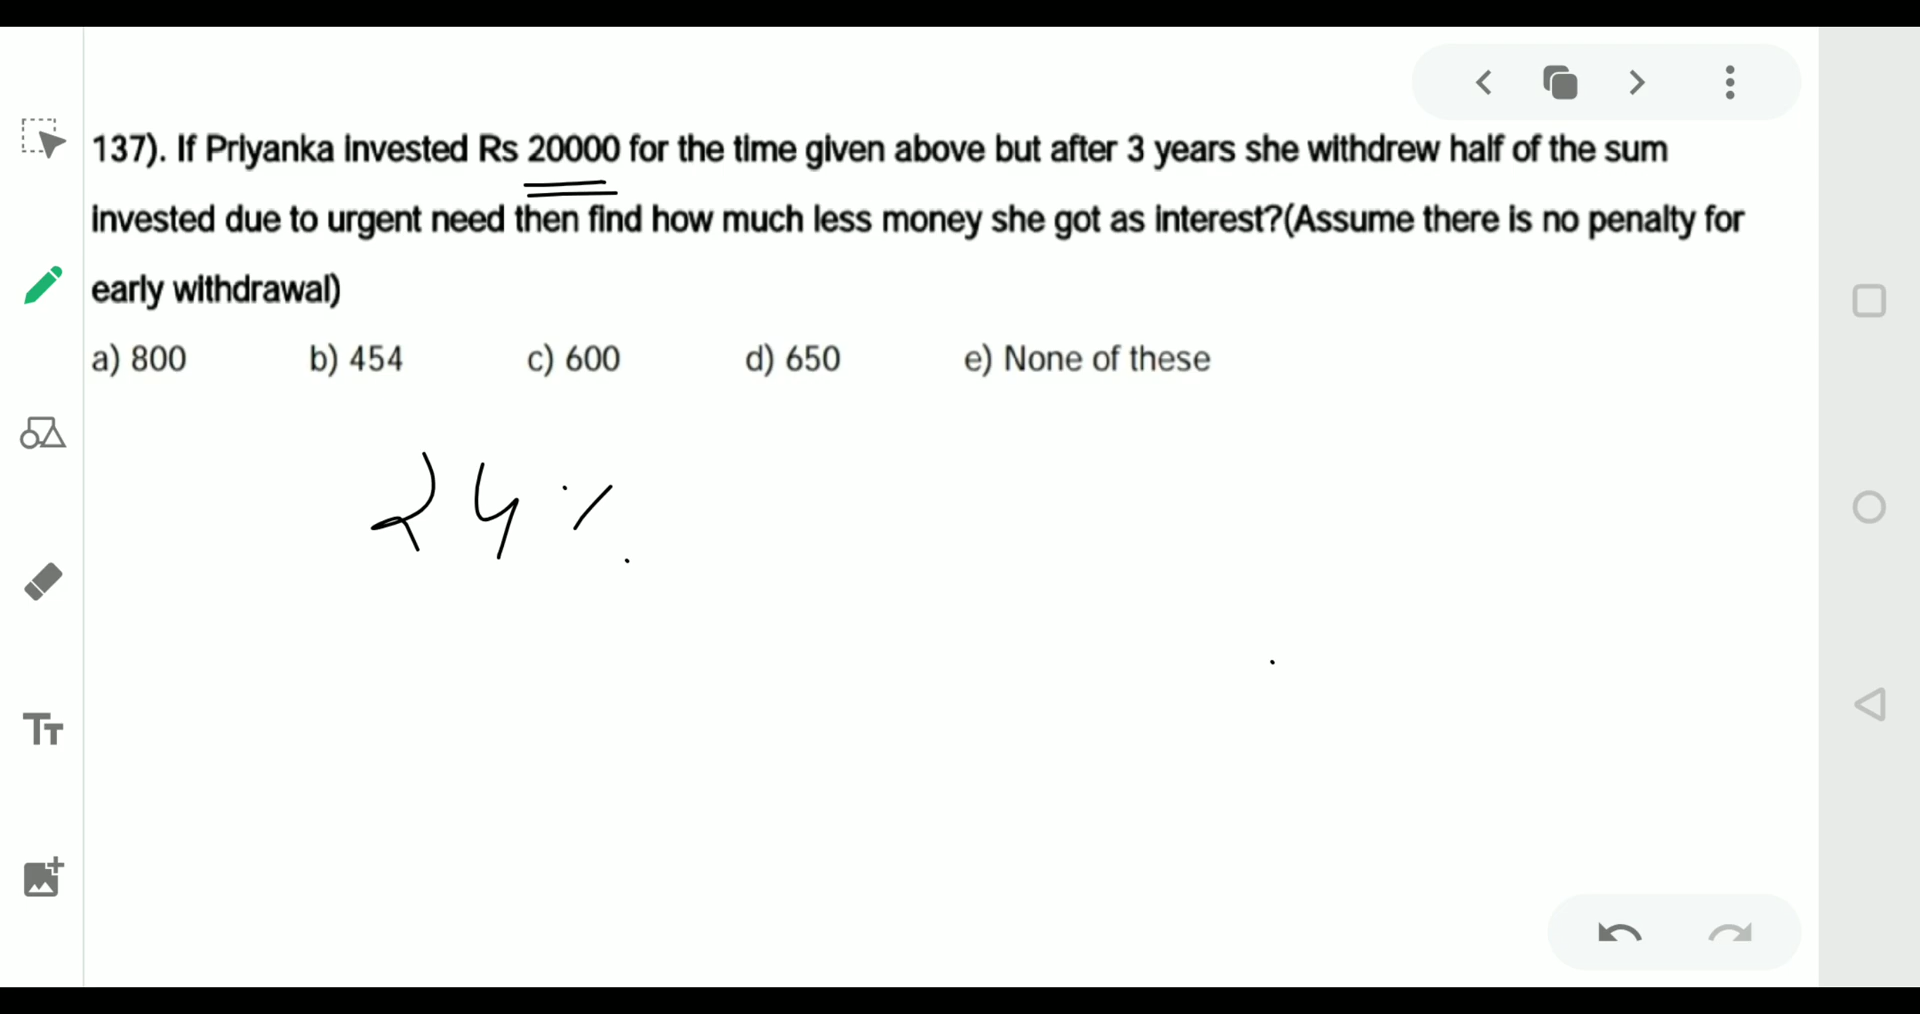 137). If Priyanka invested Rs 20000 for the time given above but after 3 years she withdrew half of the sum
invested due to urgent need then find how much less money she got as interest?(Assume there is no penalty for
early withdrawal)
a) 800 b) 454 c) 600 d) 650 e) None of these
24 %
Tт